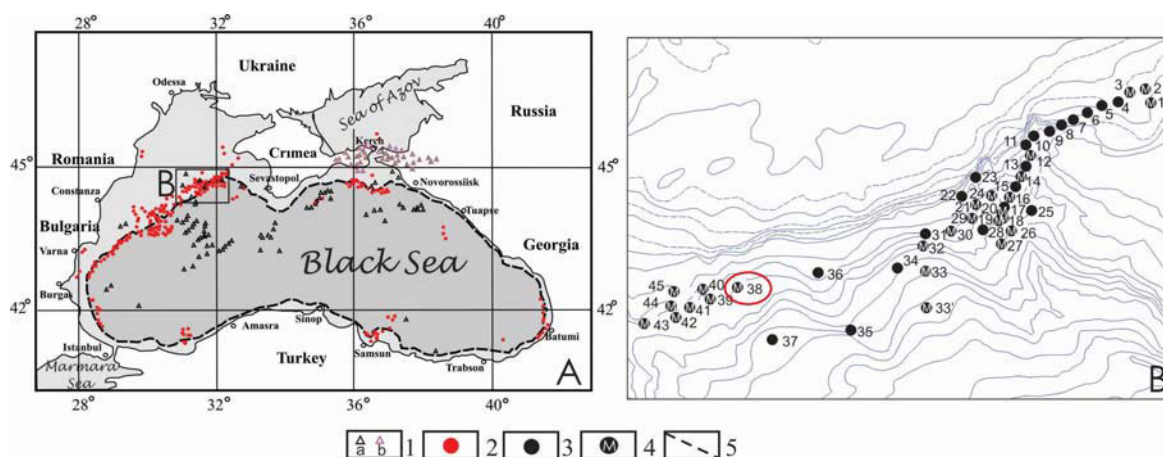 28° 32° 36° 40°
Ukraine
Odessa
Sea of Azov
Russia
Kerch
Crimea
45° 45°
Romania
B
Sevastopol
Novorossiisk
Constanza
Tuapse
Bulgaria
Georgia
Varna
Black Sea
Burgas
42° 42°
Sinop
Amasra
Batumi
Istanbul
Samsun
Turkey
Trabson
Marmara Sea
A
28° 32° 36° 40°
3 2
4 1
5
6
7
8
9
10
11
12
13
14
23
15
24
16
22
21 20 17 25
29 19 18
31 30 28 26
32 27
34
33
36
38
40
45 39
44 41
33'
43 42
35
37
B
a b 1 2 3 M 4 5